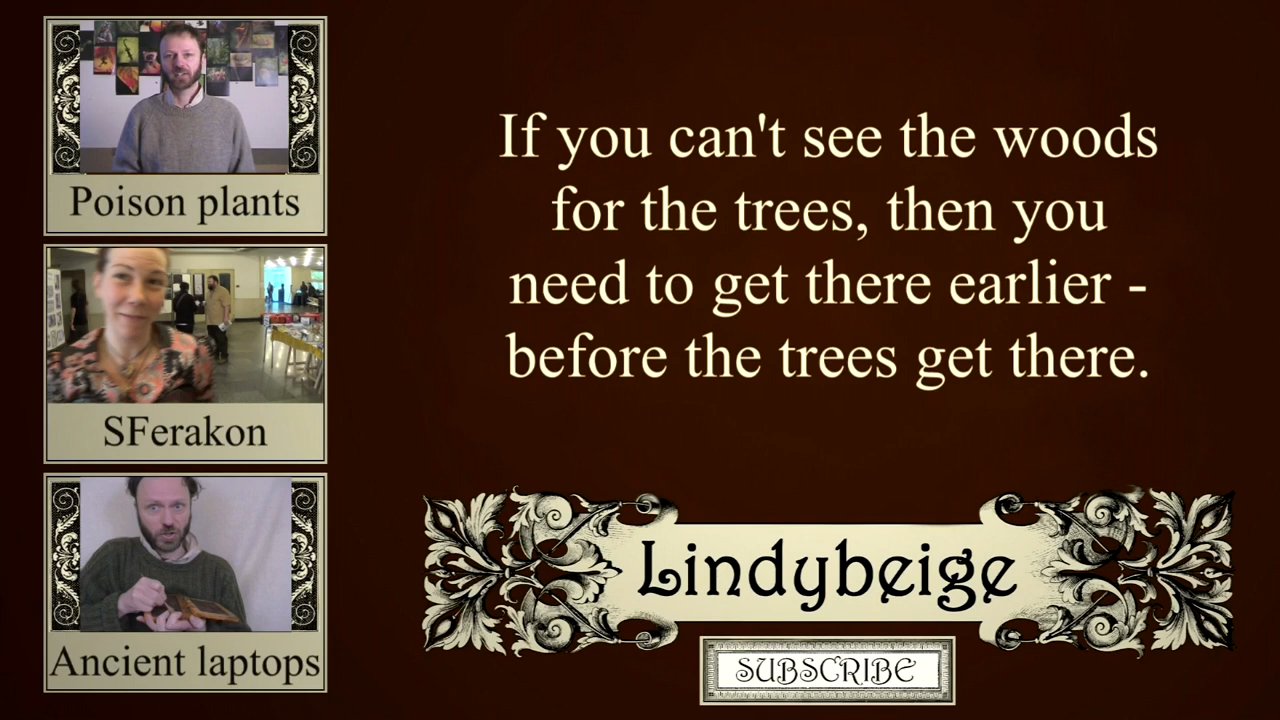 Poison plants
SFerakon
Ancient laptops
If you can't see the woods
for the trees, then you
need to get there earlier -
before the trees get there.
Lindybeige
SUBSCRIBE